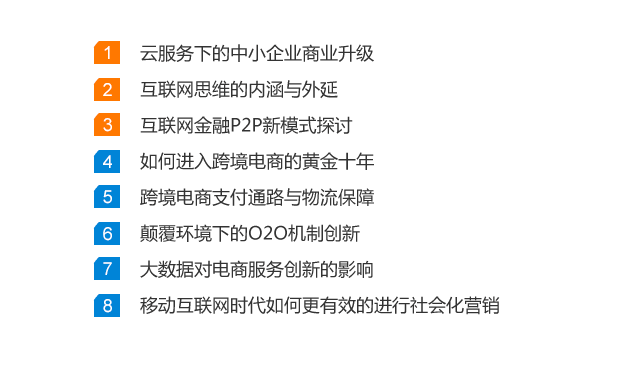 1 云服务下的中小企业商业升级
2 互联网思维的内涵与外延
3 互联网金融P2P新模式探讨
4 如何进入跨境电商的黄金十年
5 跨境电商支付通路与物流保障
6 颠覆环境下的O2O机制创新
7 大数据对电商服务创新的影响
8 移动互联网时代如何更有效的进行社会化营销